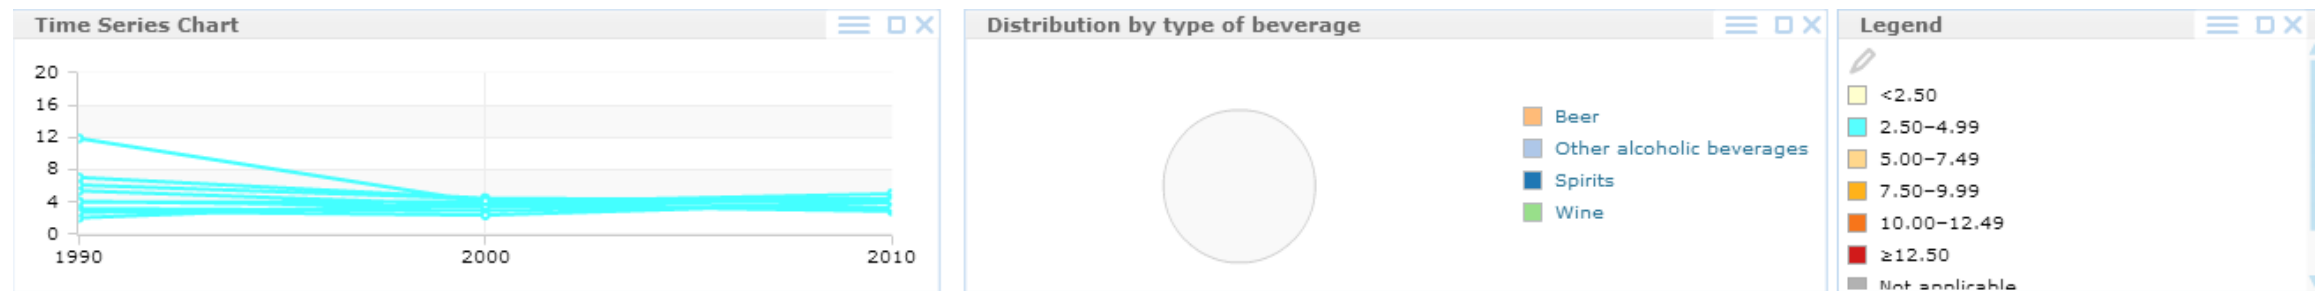 Time Series Chart
20
16
12
8
4
0
1990 2000 2010
Distribution by type of beverage
Beer
Other alcoholic beverages
Spirits
Wine
Legend
<2.50
2.50–4.99
5.00–7.49
7.50–9.99
10.00–12.49
≥12.50
Not applicable